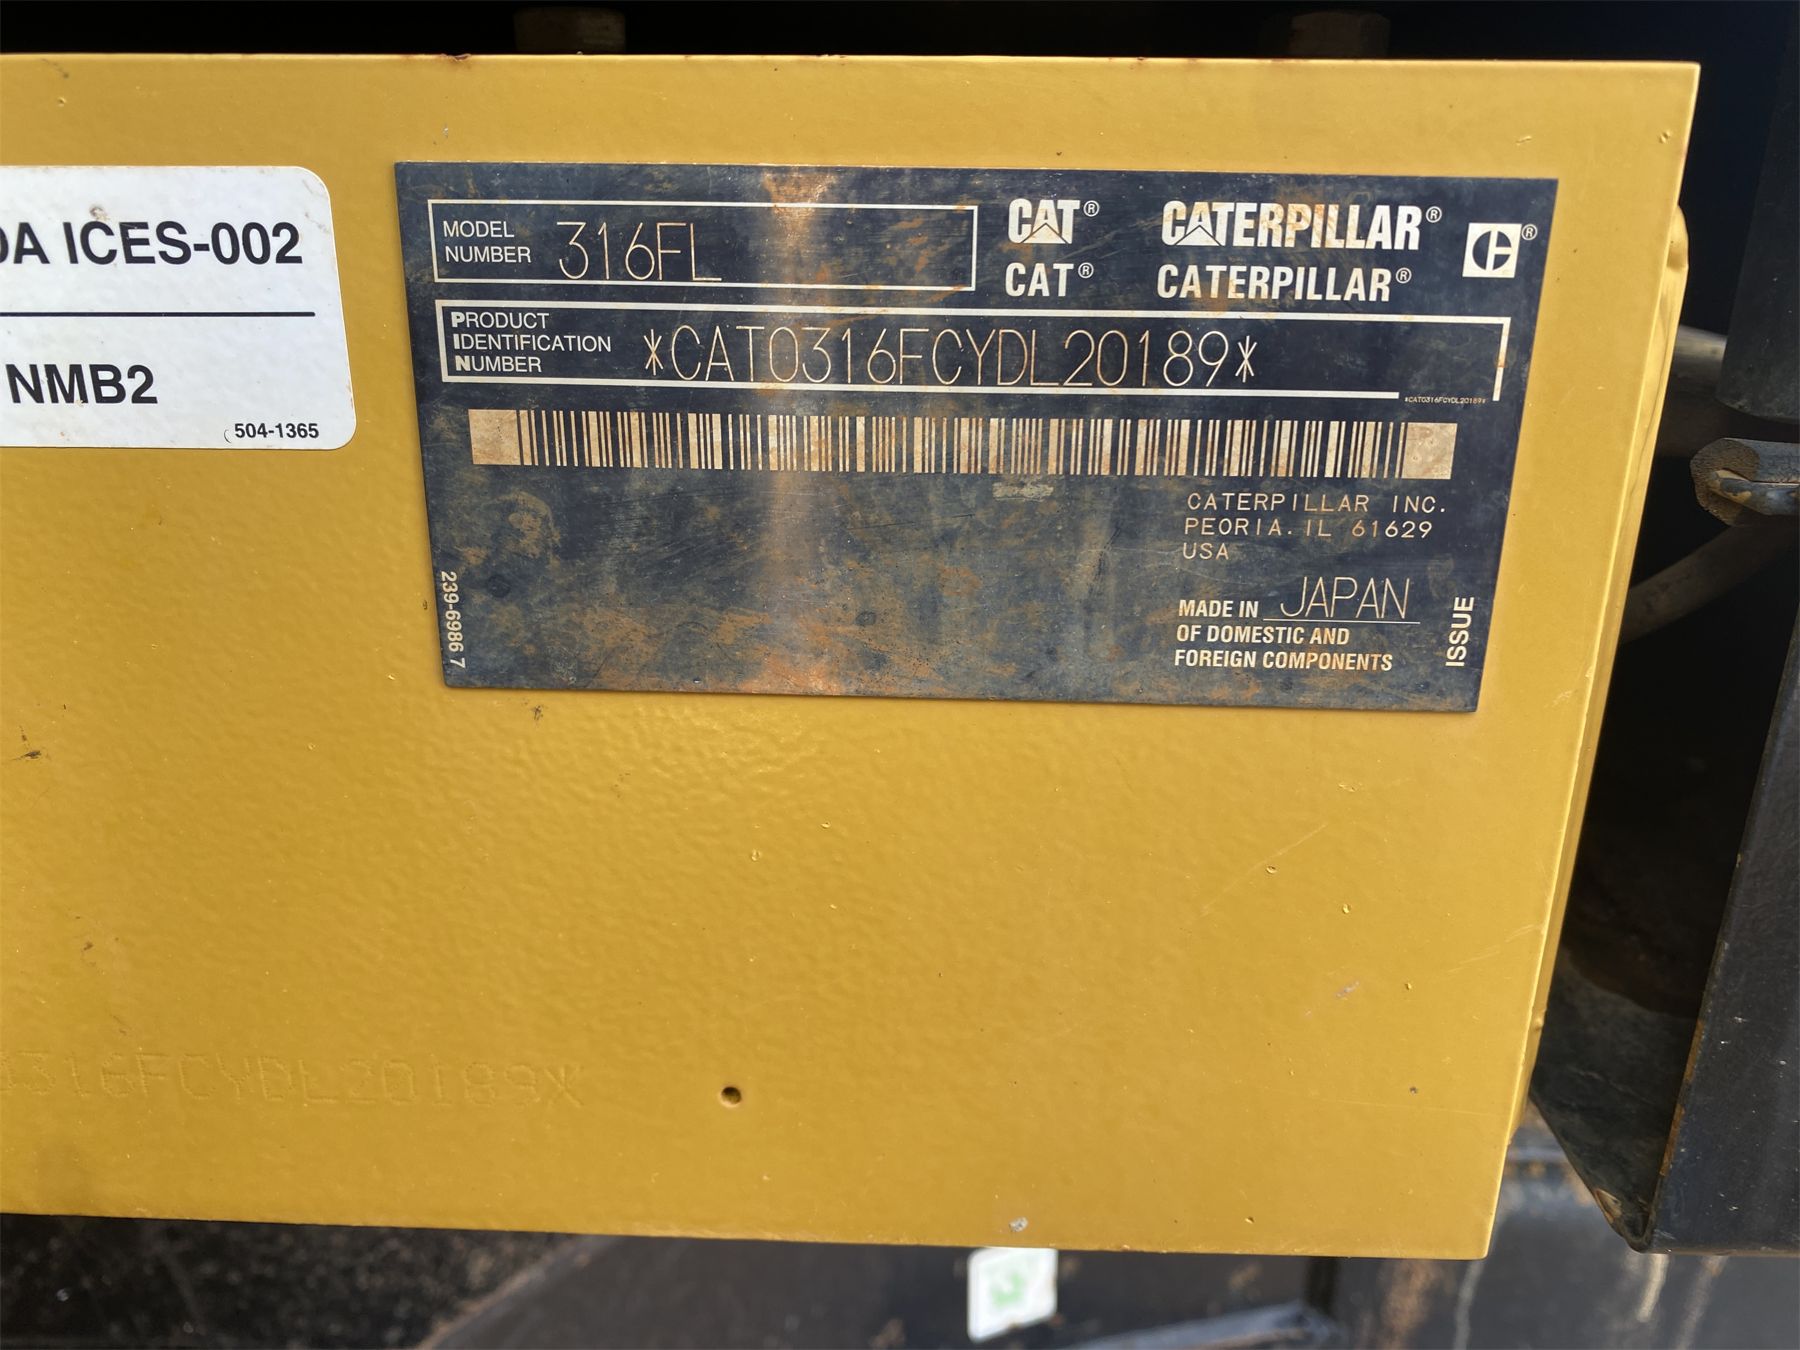 DA ICES-002
NMB2
504-1365
MODEL
NUMBER
316FL
CAT® CATERPILLAR®
CAT® CATERPILLAR®
®
PRODUCT
IDENTIFICATION
NUMBER
*CAT0316FCYDL20189*
*CAT0316FCYDL20189*
CATERPILLAR INC.
PEORIA. IL 61629
USA
MADE IN JAPAN
OF DOMESTIC AND
FOREIGN COMPONENTS
239-6986 7
ISSUE
316FCYDL20189*